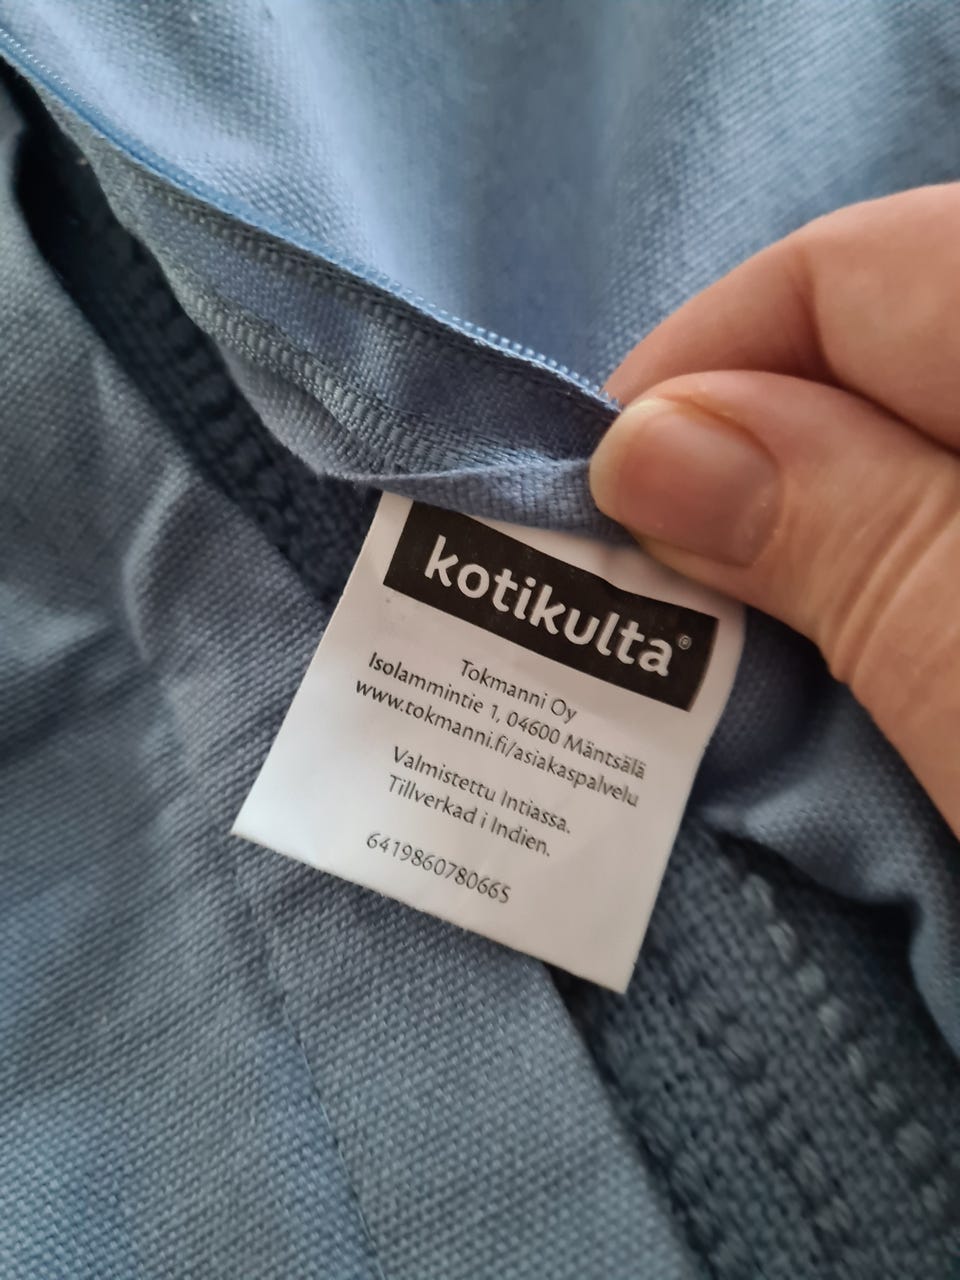 kotikulta®
Tokmanni Oy
Isolammintie 1, 04600 Mäntsälä
www.tokmanni.fi/asiakaspalvelu
Valmistettu Intiassa.
Tillverkad i Indien.
6419860780665